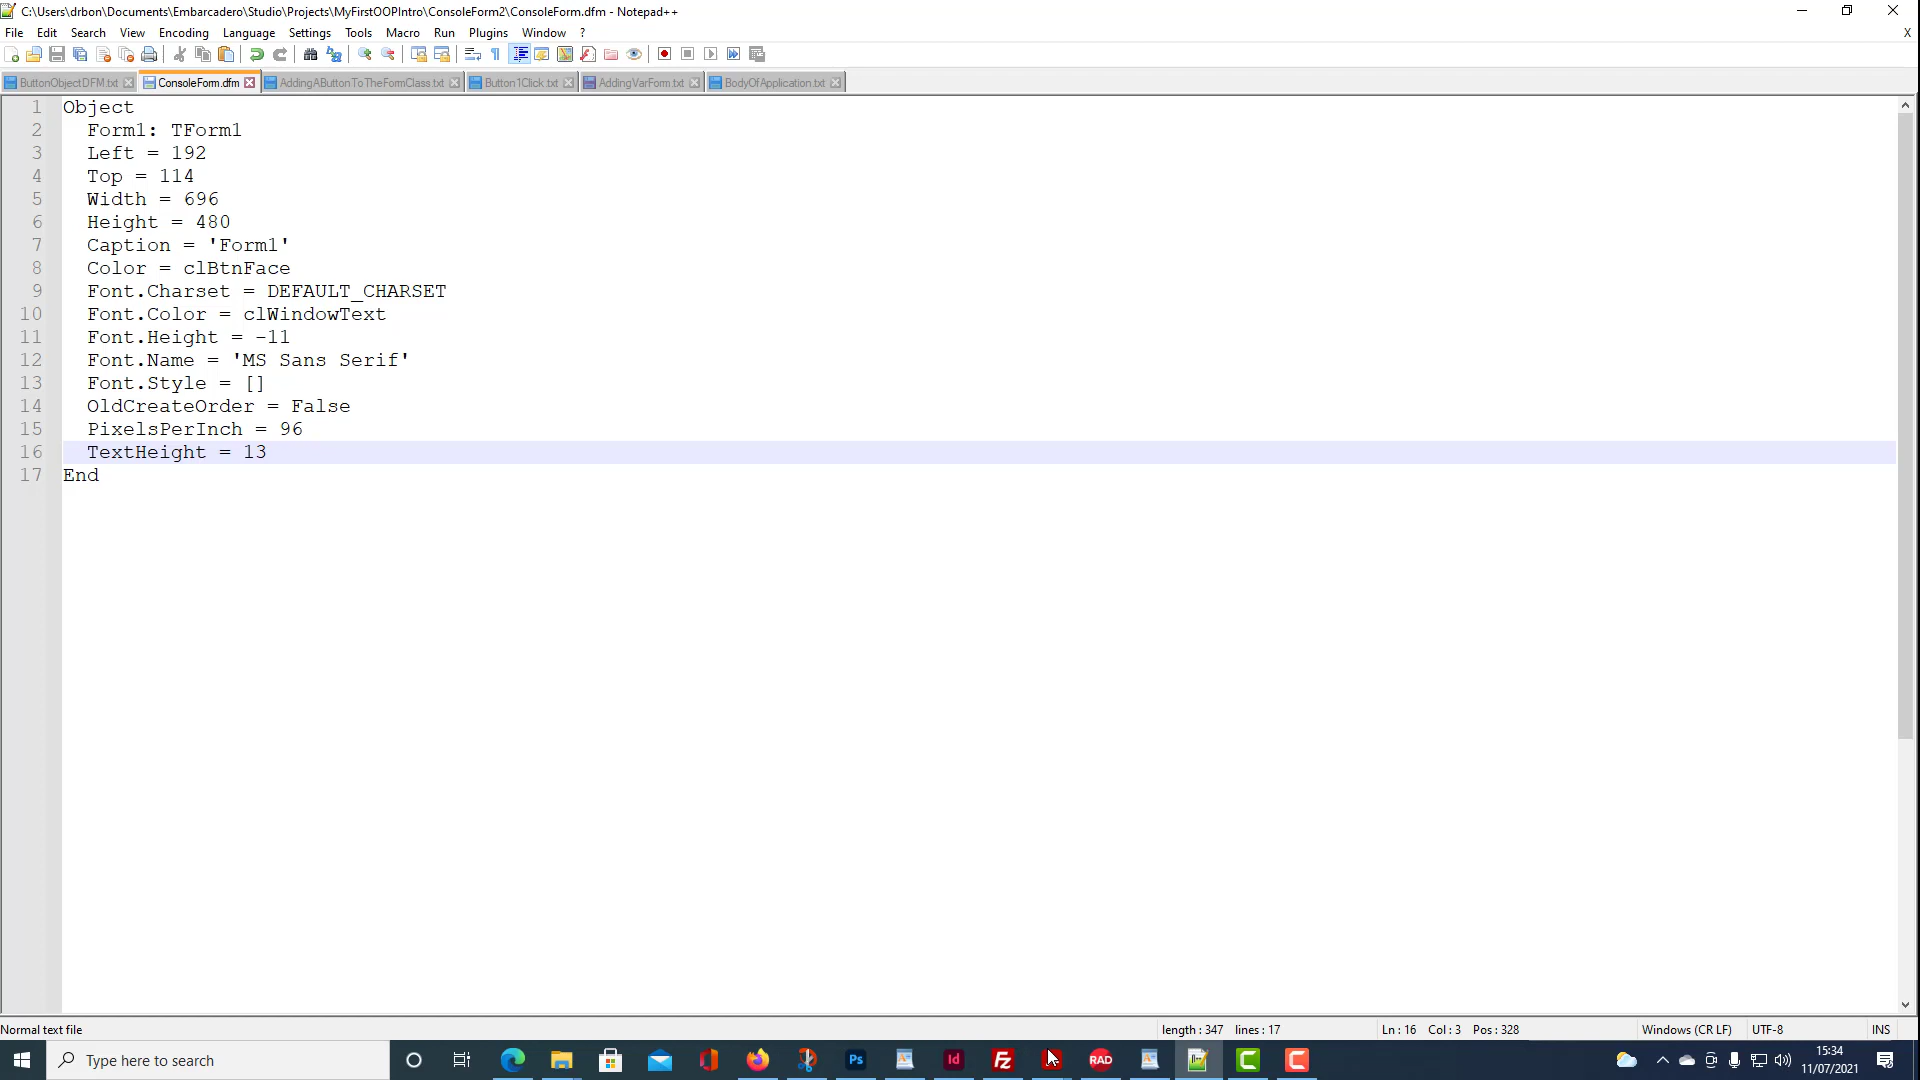 C:\Users\drbon\Documents\Embarcadero\Studio\Projects\MyFirstOOPIntro\ConsoleForm2\ConsoleForm.dfm - Notepad++
File Edit Search View Encoding Language Settings Tools Macro Run Plugins Window ? X
ButtonObjectDFM.txt ConsoleForm.dfm AddingAButtonToTheFormClass.txt Button1Click.txt AddingVarForm.txt BodyOfApplication.txt
1 Object
2 Form1: TForm1
3 Left = 192
4 Top = 114
5 Width = 696
6 Height = 480
7 Caption = 'Form1'
8 Color = clBtnFace
9 Font.Charset = DEFAULT_CHARSET
10 Font.Color = clWindowText
11 Font.Height = -11
12 Font.Name = 'MS Sans Serif'
13 Font.Style = []
14 OldCreateOrder = False
15 PixelsPerInch = 96
16 TextHeight = 13
17 End
Normal text file length : 347 lines : 17 Ln : 16 Col : 3 Pos : 328 Windows (CR LF) UTF-8 INS
Type here to search Ps Id Fz RAD 15:34
11/07/2021